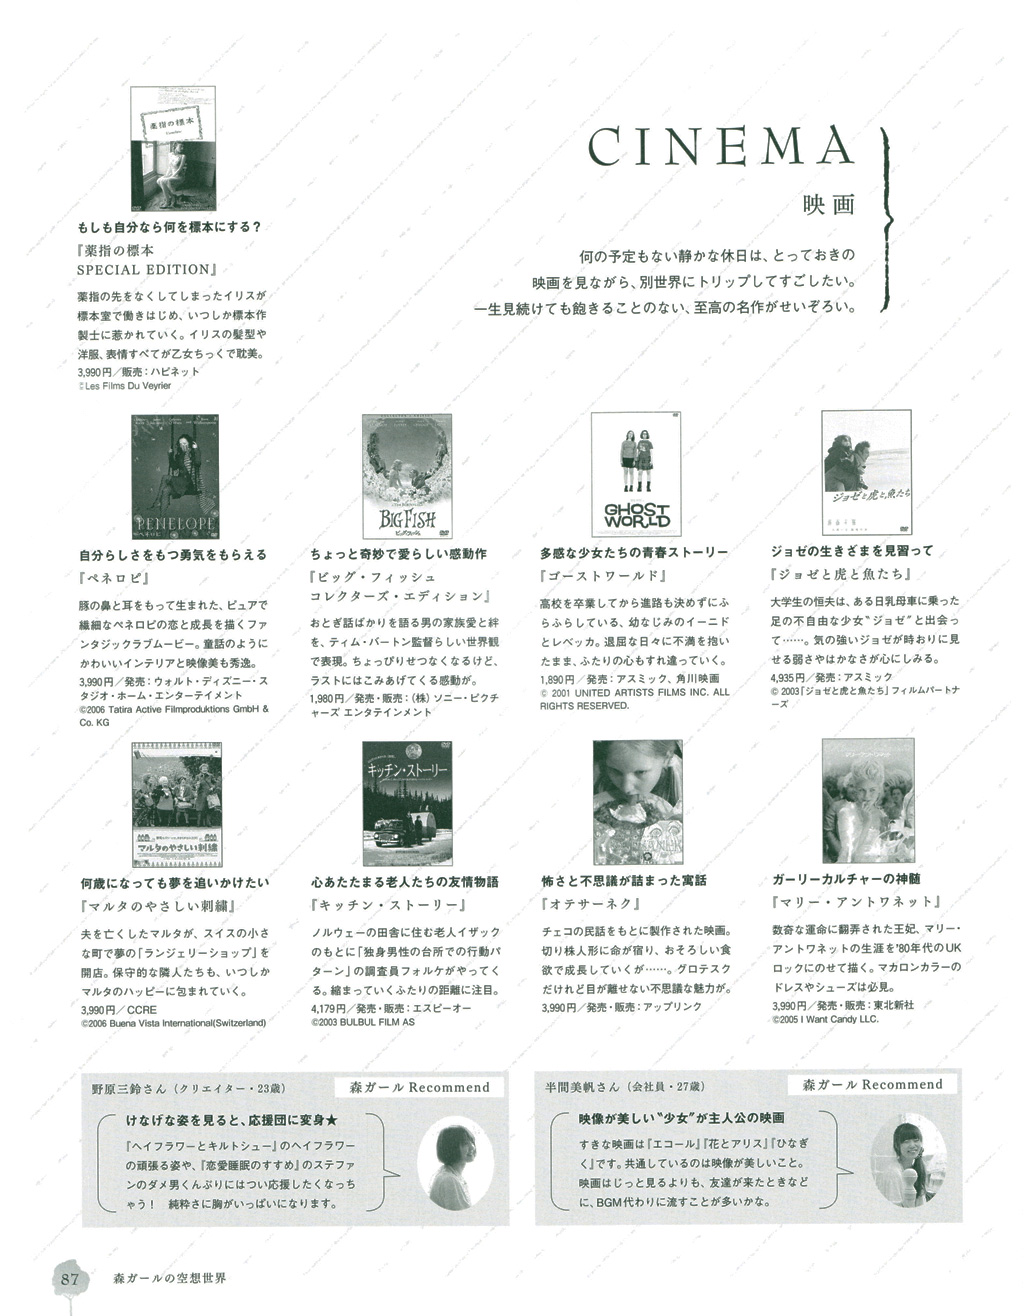 CINEMA
映画
何の予定もない静かな休日は、とっておきの
映画を見ながら、別世界にトリップしてすごしたい。
一生見続けても飽きることのない、至高の名作がせいぞろい。
薬指の標本
もしも自分なら何を標本にする？
『薬指の標本
SPECIAL EDITION』
薬指の先をなくしてしまったイリスが
標本室で働きはじめ、いつしか標本作
製士に惹かれていく。イリスの髪型や
洋服、表情すべてが乙女ちっくで耽美。
3,990円／販売：ハピネット
©Les Films Du Veyrier
PENELOPE
ペネロピ
自分らしさをもつ勇気をもらえる
『ペネロピ』
豚の鼻と耳をもって生まれた、ピュアで
繊細なペネロピの恋と成長を描くファ
ンタジックラブムービー。童話のように
かわいいインテリアと映像美も秀逸。
3,990円／発売：ウォルト・ディズニー・ス
タジオ・ホーム・エンターテイメント
©2006 Tatira Active Filmproduktions GmbH &
Co. KG
BIG FISH
ビッグ・フィッシュ
ちょっと奇妙で愛らしい感動作
『ビッグ・フィッシュ
コレクターズ・エディション』
おとぎ話ばかりを語る男の家族愛と絆
を、ティム・バートン監督らしい世界観
で表現。ちょっぴりせつなくなるけど、
ラストにはこみあげてくる感動が。
1,980円／発売・販売：（株）ソニー・ピクチ
ャーズ エンタテインメント
GHOST
WORLD
多感な少女たちの青春ストーリー
『ゴーストワールド』
高校を卒業してから進路も決めずにふ
らふらしている、幼なじみのイーニド
とレベッカ。退屈な日々に不満を抱い
たまま、ふたりの心もすれ違っていく。
1,890円／発売：アスミック、角川映画
© 2001 UNITED ARTISTS FILMS INC. ALL
RIGHTS RESERVED.
ジョゼと虎と魚たち
ジョゼの生きざまを見習って
『ジョゼと虎と魚たち』
大学生の恒夫は、ある日乳母車に乗った
足の不自由な少女“ジョゼ”と出会っ
て……。気の強いジョゼが時おりに見
せる弱さやはかなさが心にしみる。
4,935円／発売：アスミック
© 2003『ジョゼと虎と魚たち』フィルムパートナ
ーズ
マルタのやさしい刺繍
何歳になっても夢を追いかけたい
『マルタのやさしい刺繍』
夫を亡くしたマルタが、スイスの小さ
な町で夢の「ランジェリーショップ」を
開店。保守的な隣人たちも、いつしか
マルタのハッピーに包まれていく。
3,990円／CCRE
©2006 Buena Vista International(Switzerland)
キッチン・ストーリー
心あたたまる老人たちの友情物語
『キッチン・ストーリー』
ノルウェーの田舎に住む老人イザック
のもとに「独身男性の台所での行動パ
ターン」の調査員フォルケがやってく
る。縮まっていくふたりの距離に注目。
4,179円／発売・販売：エスピーオー
©2003 BULBUL FILM AS
怖さと不思議が詰まった寓話
『オテサーネク』
チェコの民話をもとに製作された映画。
切り株人形に命が宿り、おそろしい食
欲で成長していくが……。グロテスク
だけれど目が離せない不思議な魅力が。
3,990円／発売・販売：アップリンク
マリー・アントワネット
ガーリーカルチャーの神髄
『マリー・アントワネット』
数奇な運命に翻弄された王妃、マリー・
アントワネットの生涯を'80年代のUK
ロックにのせて描く。マカロンカラーの
ドレスやシューズは必見。
3,990円／発売・販売：東北新社
©2005 I Want Candy LLC.
野原三鈴さん（クリエイター・23歳）
森ガール Recommend
けなげな姿を見ると、応援団に変身★
『ヘイフラワーとキルトシュー』のヘイフラワー
の頑張る姿や、『恋愛睡眠のすすめ』のステファ
ンのダメ男くんぶりにはつい応援したくなっち
ゃう！　純粋さに胸がいっぱいになります。
半間美帆さん（会社員・27歳）
森ガール Recommend
映像が美しい“少女”が主人公の映画
すきな映画は『エコール』『花とアリス』『ひなぎ
く』です。共通しているのは映像が美しいこと。
映画はじっと見るよりも、友達が来たときなど
に、BGM代わりに流すことが多いかな。
87
森ガールの空想世界